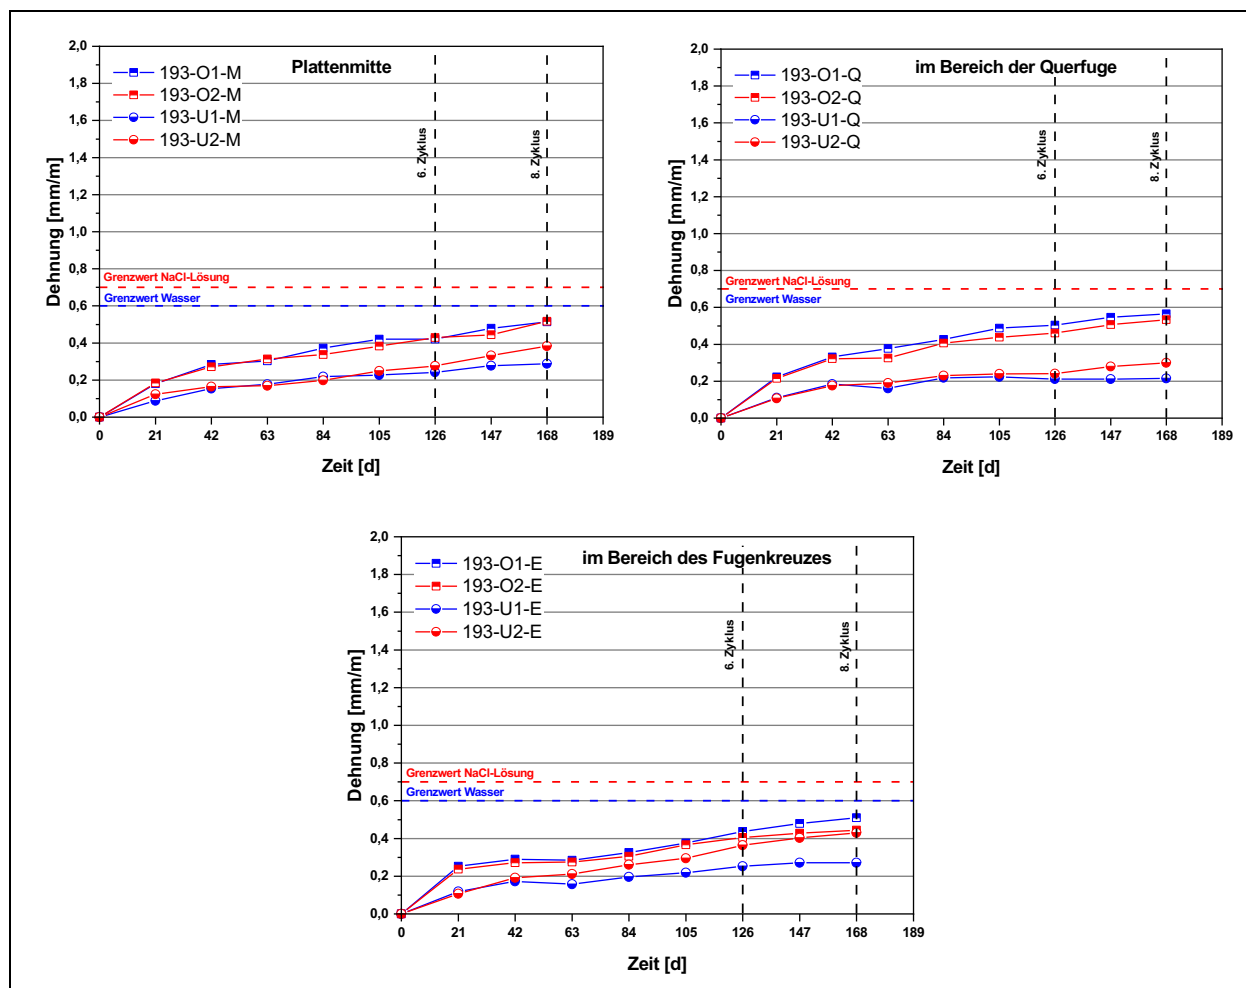 Plattenmitte
193-O1-M
193-O2-M
193-U1-M
193-U2-M
6. Zyklus
8. Zyklus
Grenzwert NaCl-Lösung
Grenzwert Wasser
Dehnung [mm/m]
2,0
1,8
1,6
1,4
1,2
1,0
0,8
0,6
0,4
0,2
0,0
0 21 42 63 84 105 126 147 168 189
Zeit [d]
im Bereich der Querfuge
193-O1-Q
193-O2-Q
193-U1-Q
193-U2-Q
6. Zyklus
8. Zyklus
Grenzwert NaCl-Lösung
Grenzwert Wasser
Dehnung [mm/m]
2,0
1,8
1,6
1,4
1,2
1,0
0,8
0,6
0,4
0,2
0,0
0 21 42 63 84 105 126 147 168 189
Zeit [d]
im Bereich des Fugenkreuzes
193-O1-E
193-O2-E
193-U1-E
193-U2-E
6. Zyklus
8. Zyklus
Grenzwert NaCl-Lösung
Grenzwert Wasser
Dehnung [mm/m]
2,0
1,8
1,6
1,4
1,2
1,0
0,8
0,6
0,4
0,2
0,0
0 21 42 63 84 105 126 147 168 189
Zeit [d]